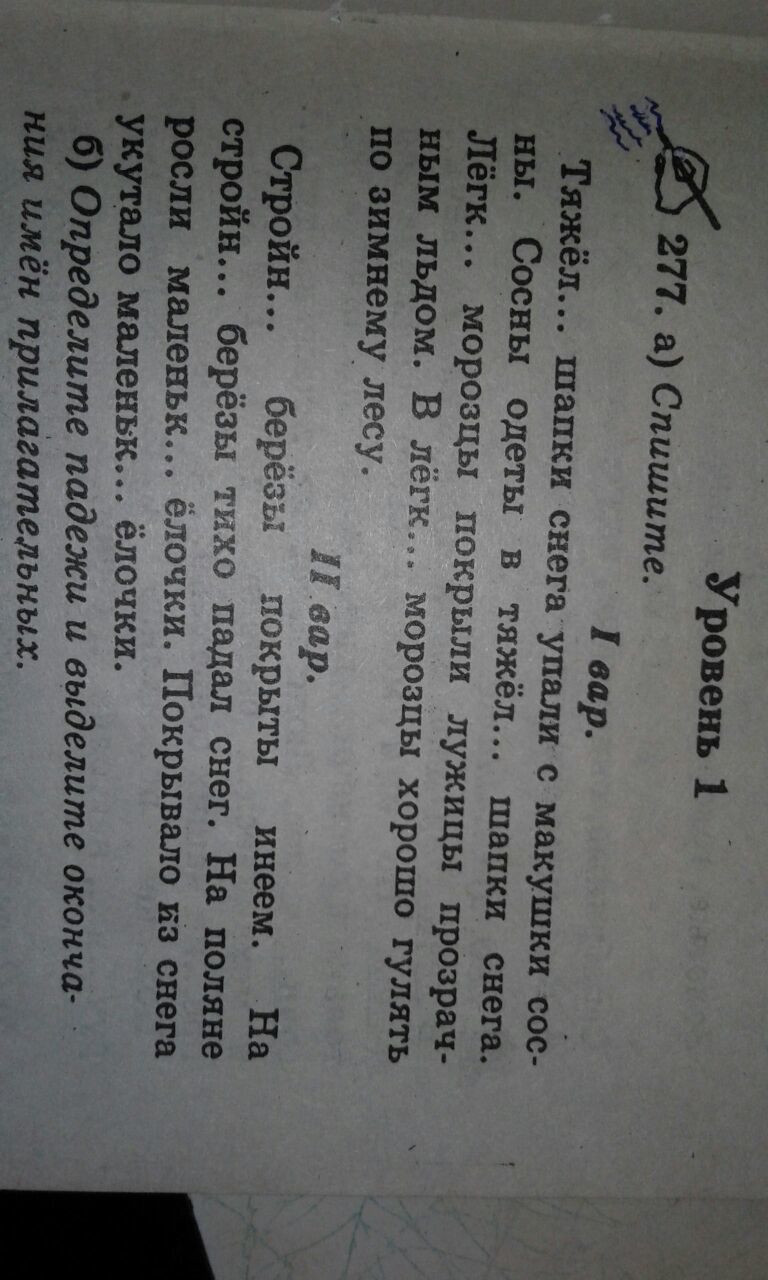 Уровень 1
277. а) Спишите.
I вар.
Тяжёл... шапки снега упали с макушки сос-
ны. Сосны одеты в тяжёл... шапки снега.
Лёгк... морозцы покрыли лужицы прозрач-
ным льдом. В лёгк... морозцы хорошо гулять
по зимнему лесу.
II вар.
Стройн... берёзы покрыты инеем. На
стройн... берёзы тихо падал снег. На поляне
росли маленьк... ёлочки. Покрывало из снега
укутало маленьк... ёлочки.
б) Определите падежи и выделите оконча-
ния имён прилагательных.